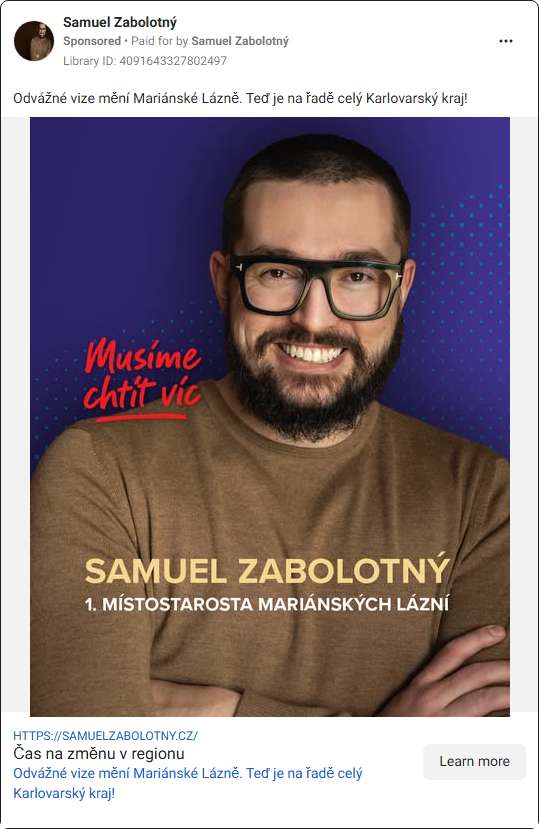 Samuel Zabolotný
Sponsored • Paid for by Samuel Zabolotný
Library ID: 4091643327802497
Odvážné vize mění Mariánské Lázně. Teď je na řadě celý Karlovarský kraj!
Musíme
chtít víc
SAMUEL ZABOLOTNÝ
1. MÍSTOSTAROSTA MARIÁNSKÝCH LÁZNÍ
HTTPS://SAMUELZABOLOTNY.CZ/
Čas na změnu v regionu
Learn more
Odvážné vize mění Mariánské Lázně. Teď je na řadě celý
Karlovarský kraj!